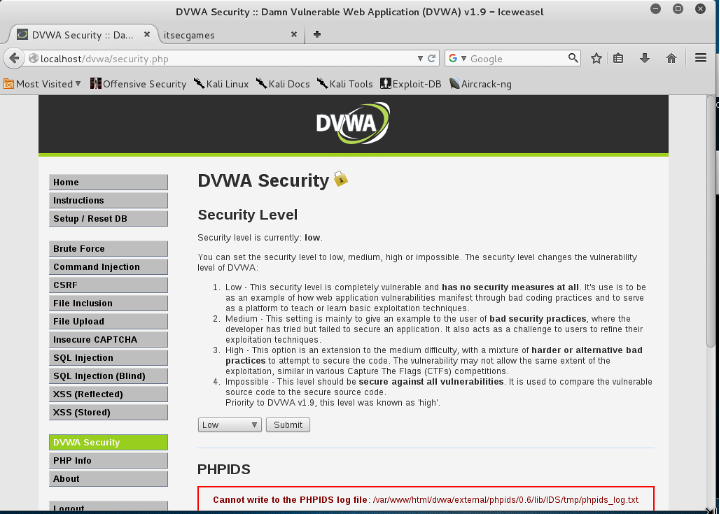 DVWA Security :: Damn Vulnerable Web Application (DVWA) v1.9 – Iceweasel
DVWA Security :: Da...
itsecgames
localhost/dvwa/security.php
Google
Most Visited
Offensive Security
Kali Linux
Kali Docs
Kali Tools
Exploit-DB
Aircrack-ng
DVWA
Home
Instructions
Setup / Reset DB
Brute Force
Command Injection
CSRF
File Inclusion
File Upload
Insecure CAPTCHA
SQL Injection
SQL Injection (Blind)
XSS (Reflected)
XSS (Stored)
DVWA Security
PHP Info
About
Logout
DVWA Security
Security Level
Security level is currently: low.
You can set the security level to low, medium, high or impossible. The security level changes the vulnerability
level of DVWA:
1. Low - This security level is completely vulnerable and has no security measures at all. It's use is to be
as an example of how web application vulnerabilities manifest through bad coding practices and to serve
as a platform to teach or learn basic exploitation techniques.
2. Medium - This setting is mainly to give an example to the user of bad security practices, where the
developer has tried but failed to secure an application. It also acts as a challenge to users to refine their
exploitation techniques.
3. High - This option is an extension to the medium difficulty, with a mixture of harder or alternative bad
practices to attempt to secure the code. The vulnerability may not allow the same extent of the
exploitation, similar in various Capture The Flags (CTFs) competitions.
4. Impossible - This level should be secure against all vulnerabilities. It is used to compare the vulnerable
source code to the secure source code.
Priority to DVWA v1.9, this level was known as 'high'.
Low
Submit
PHPIDS
Cannot write to the PHPIDS log file: /var/www/html/dvwa/external/phpids/0.6/lib/IDS/tmp/phpids_log.txt